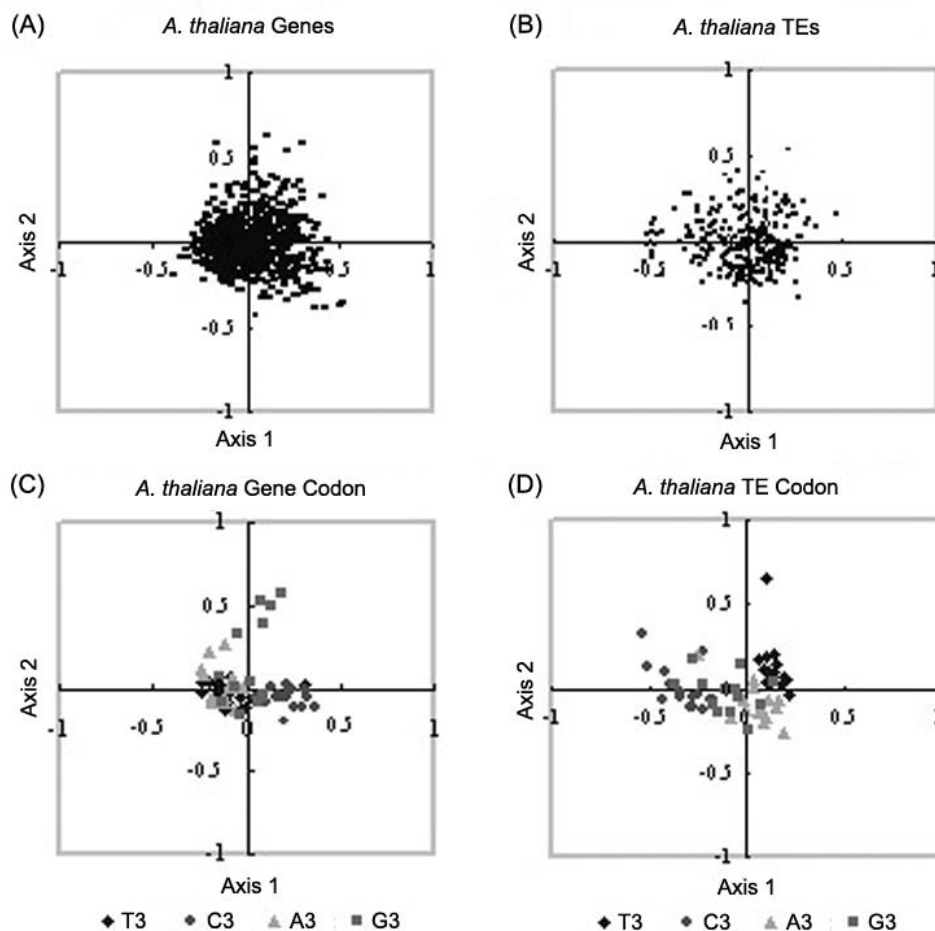 (A) A. thaliana Genes
(B) A. thaliana TEs
1
0.5
-1 -0.5 0.5 1
-0.5
-1
Axis 2
Axis 1
1
0.5
-1 -0.5 0.5 1
-0.5
-1
Axis 2
Axis 1
(C) A. thaliana Gene Codon
(D) A. thaliana TE Codon
1
0.5
-1 -0.5 0 0.5 1
-0.5
-1
Axis 2
Axis 1
T3 C3 A3 G3
1
0.5
-1 -0.5 0 0.5 1
-0.5
-1
Axis 2
Axis 1
T3 C3 A3 G3